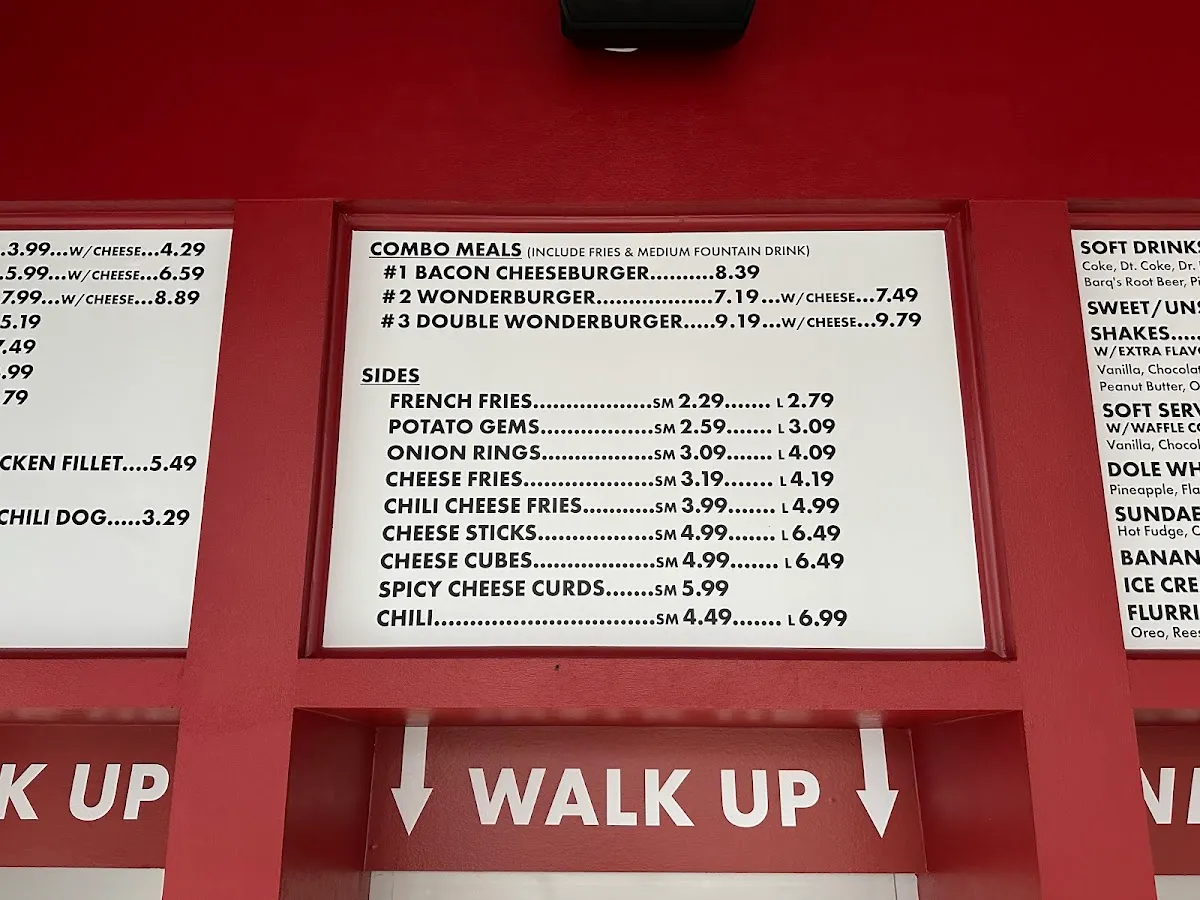 .3.99...W/CHEESE...4.29
.5.99...W/CHEESE...6.59
7.99...W/CHEESE...8.89
5.19
7.49
.99
79
CKEN FILLET....5.49
CHILI DOG.....3.29
COMBO MEALS (INCLUDE FRIES & MEDIUM FOUNTAIN DRINK)
#1 BACON CHEESEBURGER..........8.39
#2 WONDERBURGER....................7.19...W/CHEESE...7.49
#3 DOUBLE WONDERBURGER.....9.19...W/CHEESE...9.79
SIDES
FRENCH FRIES.....................SM 2.29....... L 2.79
POTATO GEMS....................SM 2.59....... L 3.09
ONION RINGS....................SM 3.09....... L 4.09
CHEESE FRIES.......................SM 3.19....... L 4.19
CHILI CHEESE FRIES............SM 3.99....... L 4.99
CHEESE STICKS....................SM 4.99....... L 6.49
CHEESE CUBES.....................SM 4.99....... L 6.49
SPICY CHEESE CURDS.......SM 5.99
CHILI.....................................SM 4.49....... L 6.99
SOFT DRINKS
Coke, Dt. Coke, Dr.
Barq's Root Beer, Pi
SWEET/UNS
SHAKES.....
W/EXTRA FLAV
Vanilla, Chocolat
Peanut Butter, O
SOFT SERV
W/WAFFLE CO
Vanilla, Chocol
DOLE WH
Pineapple, Fla
SUNDAE
Hot Fudge, C
BANAN
ICE CRE
FLURRI
Oreo, Rees
K UP
WALK UP